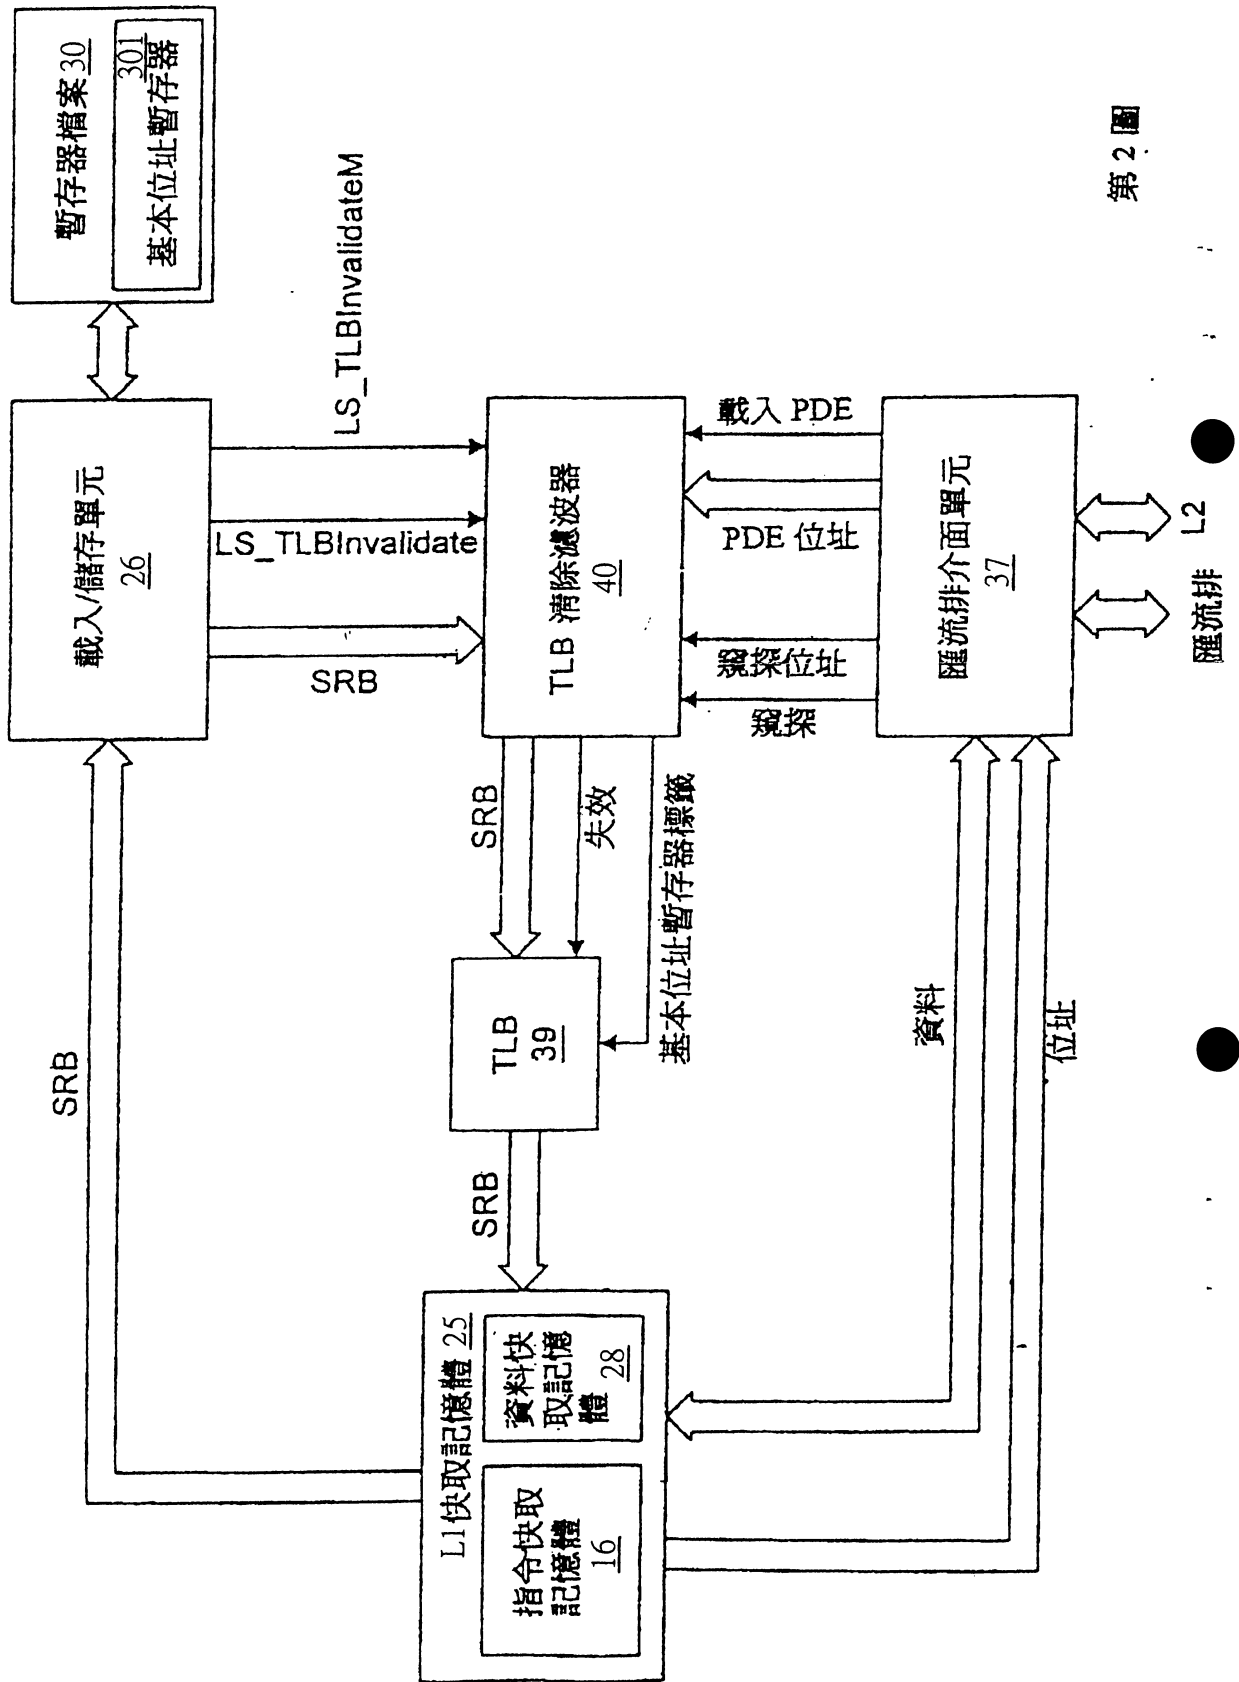 暫存器檔案 30
基本位址暫存器
301
載入/儲存單元
26
SRB
LS_TLBInvalidate
LS_TLBInvalidateM
SRB
TLB 清除濾波器
40
SRB
失效
基本位址暫存器標籤
TLB
39
SRB
L1快取記憶體 25
指令快取
記憶體
16
資料快
取記憶
體
28
窺探
窺探位址
PDE 位址
載入 PDE
匯流排介面單元
37
資料
位址
匯流排
L2
第 2 圖